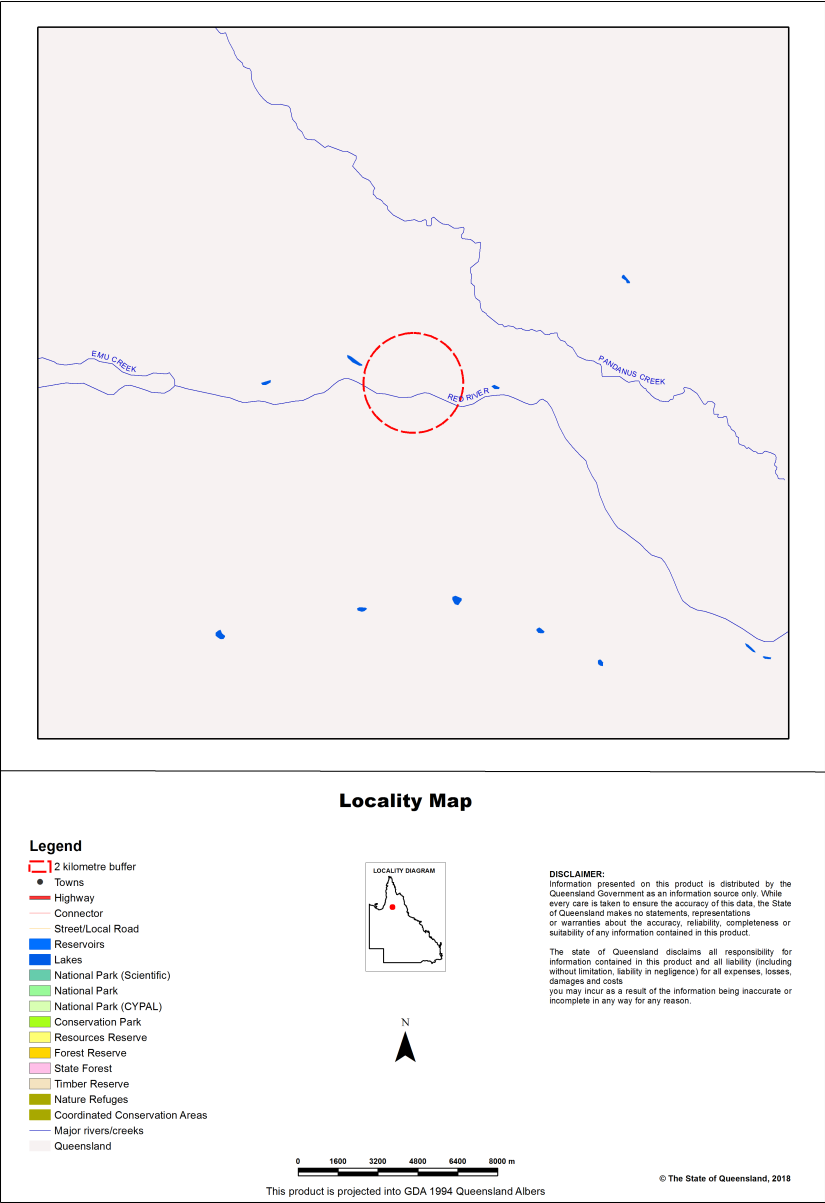 EMU CREEK
PANDANUS CREEK
RED RIVER
Locality Map
Legend
2 kilometre buffer
Towns
Highway
Connector
Street/Local Road
Reservoirs
Lakes
National Park (Scientific)
National Park
National Park (CYPAL)
Conservation Park
Resources Reserve
Forest Reserve
State Forest
Timber Reserve
Nature Refuges
Coordinated Conservation Areas
Major rivers/creeks
Queensland
LOCALITY DIAGRAM
N
0 1600 3200 4800 6400 8000 m
This product is projected into GDA 1994 Queensland Albers
DISCLAIMER:
Information presented on this product is distributed by the
Queensland Government as an information source only. While
every care is taken to ensure the accuracy of this data, the State
of Queensland makes no statements, representations
or warranties about the accuracy, reliability, completeness or
suitability of any information contained in this product.
The state of Queensland disclaims all responsibility for
information contained in this product and all liability (including
without limitation, liability in negligence) for all expenses, losses,
damages and costs
you may incur as a result of the information being inaccurate or
incomplete in any way for any reason.
© The State of Queensland, 2018